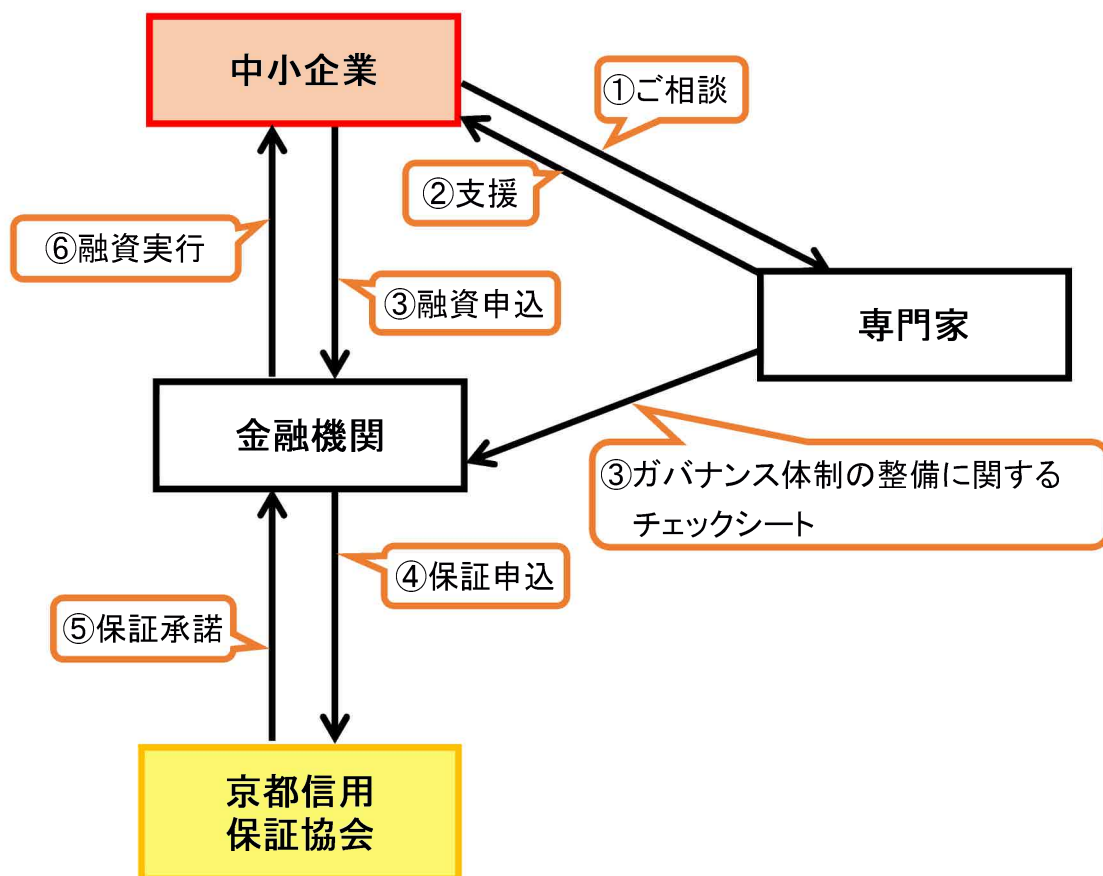 中小企業
①ご相談
②支援
⑥融資実行
③融資申込
専門家
金融機関
③ガバナンス体制の整備に関する
チェックシート
④保証申込
⑤保証承諾
京都信用
保証協会